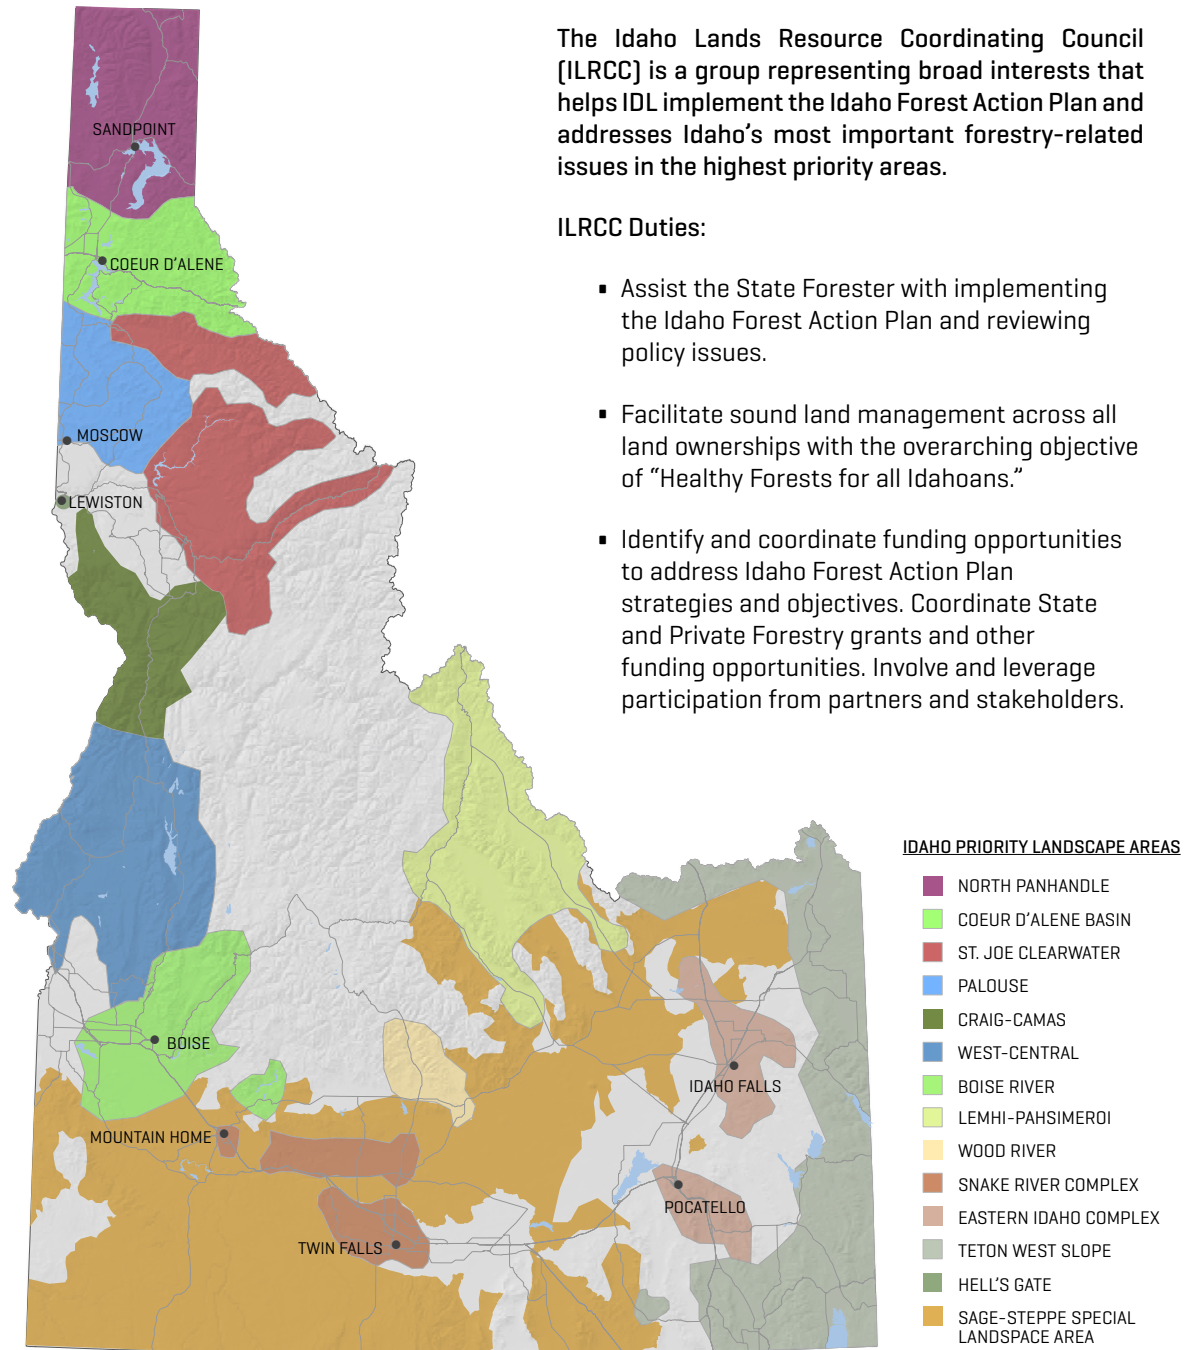 The Idaho Lands Resource Coordinating Council
(ILRCC) is a group representing broad interests that
helps IDL implement the Idaho Forest Action Plan and
addresses Idaho's most important forestry-related
issues in the highest priority areas.
ILRCC Duties:
▪ Assist the State Forester with implementing
the Idaho Forest Action Plan and reviewing
policy issues.
▪ Facilitate sound land management across all
land ownerships with the overarching objective
of “Healthy Forests for all Idahoans.”
▪ Identify and coordinate funding opportunities
to address Idaho Forest Action Plan
strategies and objectives. Coordinate State
and Private Forestry grants and other
funding opportunities. Involve and leverage
participation from partners and stakeholders.
SANDPOINT
COEUR D'ALENE
MOSCOW
LEWISTON
BOISE
MOUNTAIN HOME
TWIN FALLS
IDAHO FALLS
POCATELLO
IDAHO PRIORITY LANDSCAPE AREAS
NORTH PANHANDLE
COEUR D'ALENE BASIN
ST. JOE CLEARWATER
PALOUSE
CRAIG-CAMAS
WEST-CENTRAL
BOISE RIVER
LEMHI-PAHSIMEROI
WOOD RIVER
SNAKE RIVER COMPLEX
EASTERN IDAHO COMPLEX
TETON WEST SLOPE
HELL'S GATE
SAGE-STEPPE SPECIAL
LANDSPACE AREA